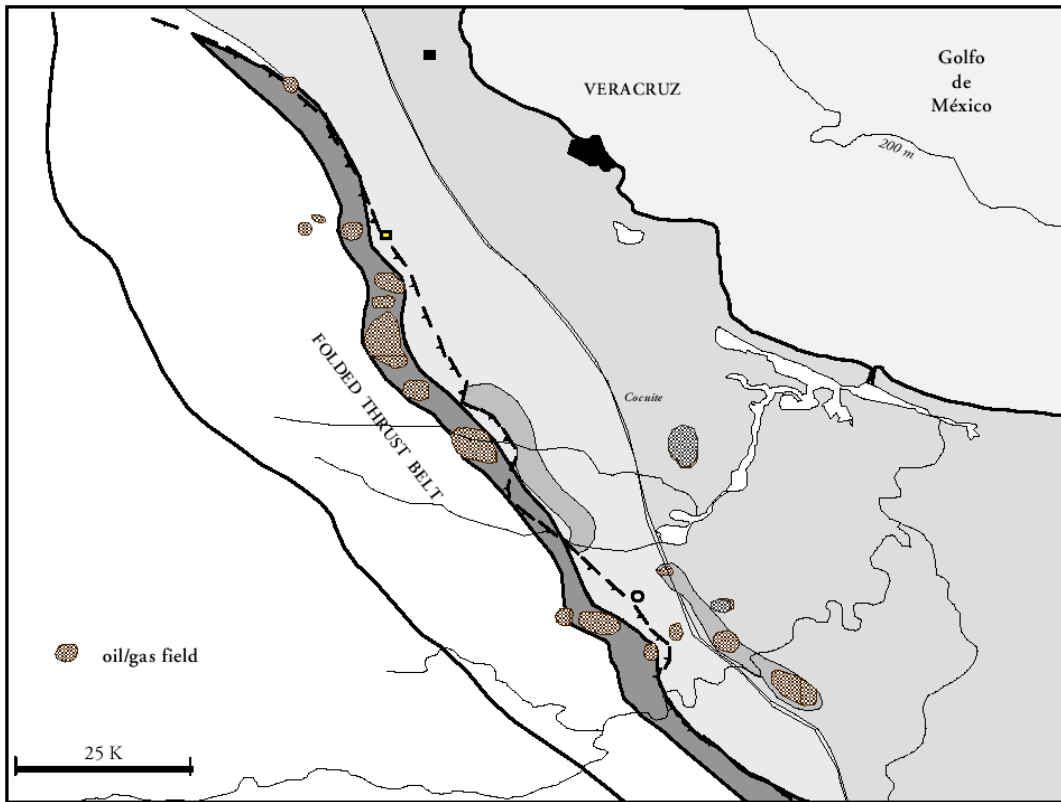 Golfo
de
México
VERACRUZ
200 m
FOLDED THRUST BELT
Cocuite
oil/gas field
25 K